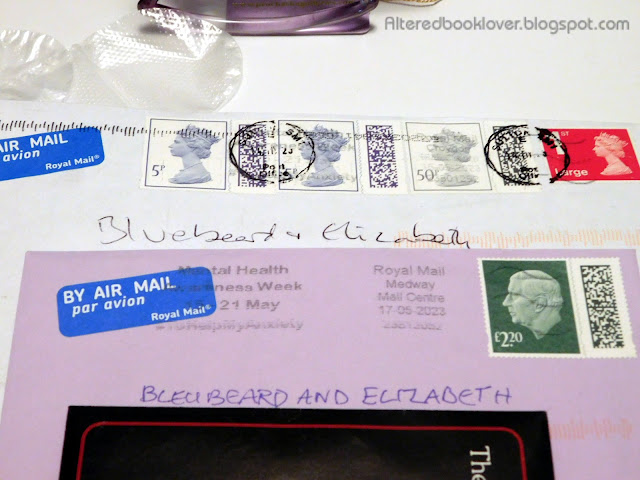 Alteredbooklover.blogspot.com
AIR MAIL
avion
Royal Mail®
5P
50P
1ST
Large
Bluebeard + Elizabeth
BY AIR MAIL
par avion
Royal Mail®
Mental Health
Week
21 May
Royal Mail
Medway
Mail Centre
17-05-2023
£2.20
BLEUBEARD AND ELIZABETH
The